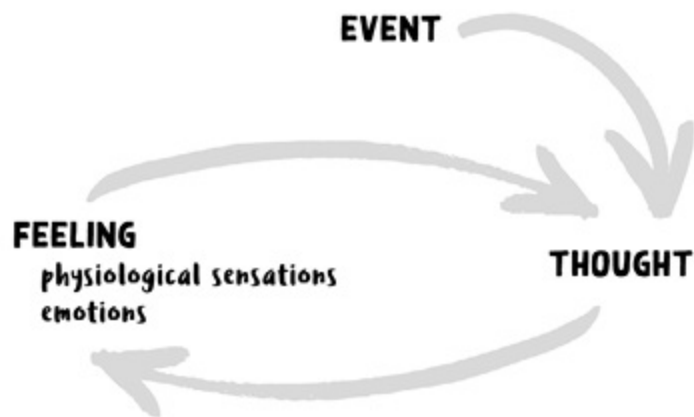 EVENT
FEELING
physiological sensations
emotions
THOUGHT